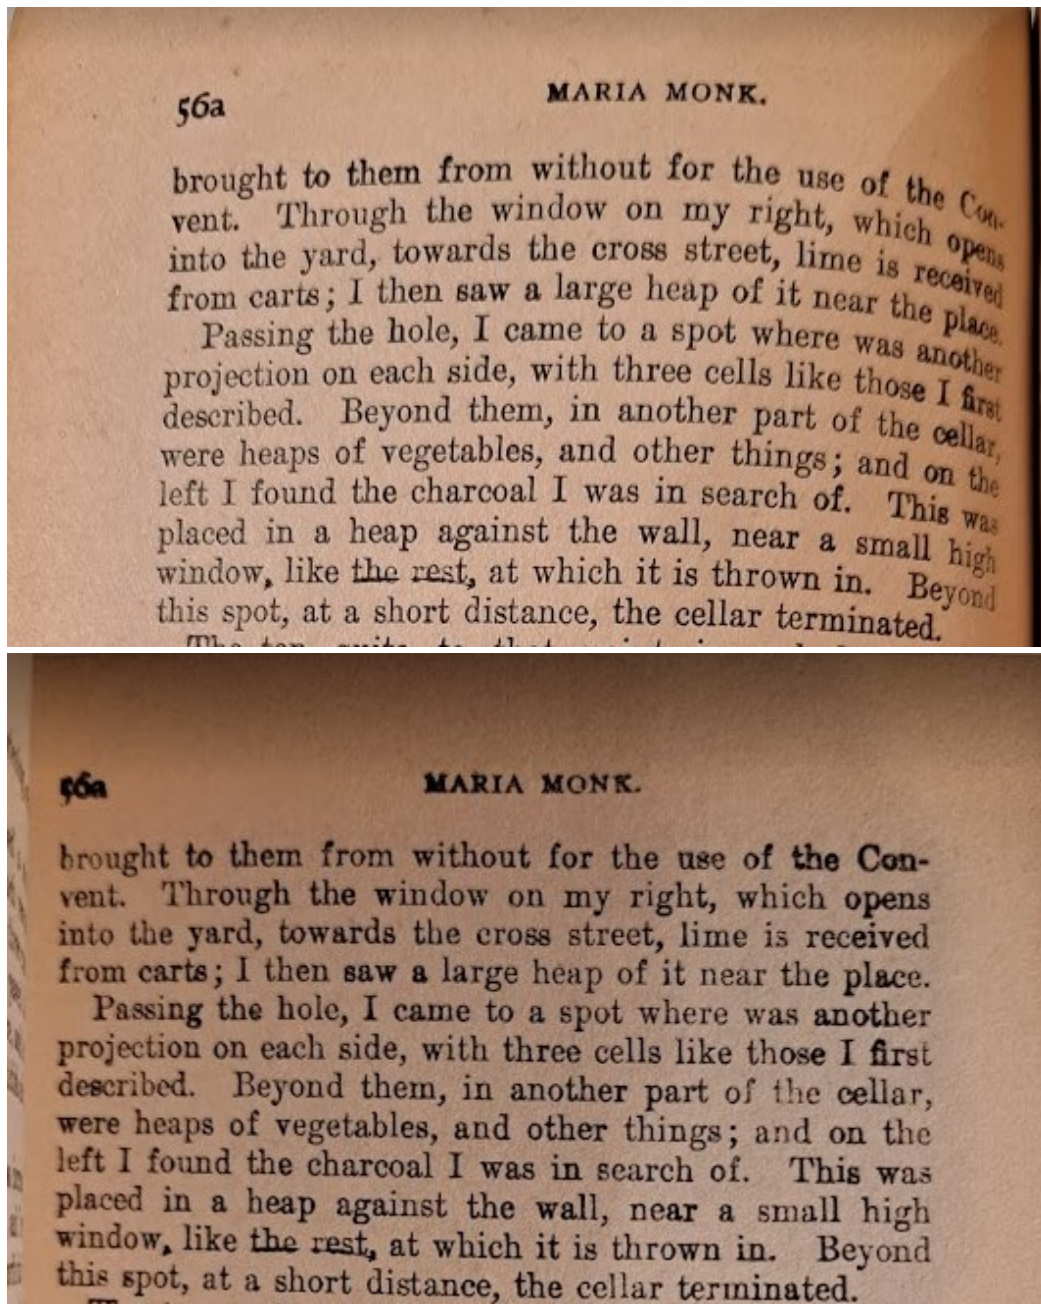 56a
MARIA MONK.
brought to them from without for the use of the Con-
vent. Through the window on my right, which opens
into the yard, towards the cross street, lime is received
from carts; I then saw a large heap of it near the place.
Passing the hole, I came to a spot where was another
projection on each side, with three cells like those I first
described. Beyond them, in another part of the cellar,
were heaps of vegetables, and other things; and on the
left I found the charcoal I was in search of. This was
placed in a heap against the wall, near a small high
window, like the rest, at which it is thrown in. Beyond
this spot, at a short distance, the cellar terminated.
The top quite to that point is
56a
MARIA MONK.
brought to them from without for the use of the Con-
vent. Through the window on my right, which opens
into the yard, towards the cross street, lime is received
from carts; I then saw a large heap of it near the place.
Passing the hole, I came to a spot where was another
projection on each side, with three cells like those I first
described. Beyond them, in another part of the cellar,
were heaps of vegetables, and other things; and on the
left I found the charcoal I was in search of. This was
placed in a heap against the wall, near a small high
window, like the rest, at which it is thrown in. Beyond
this spot, at a short distance, the cellar terminated.